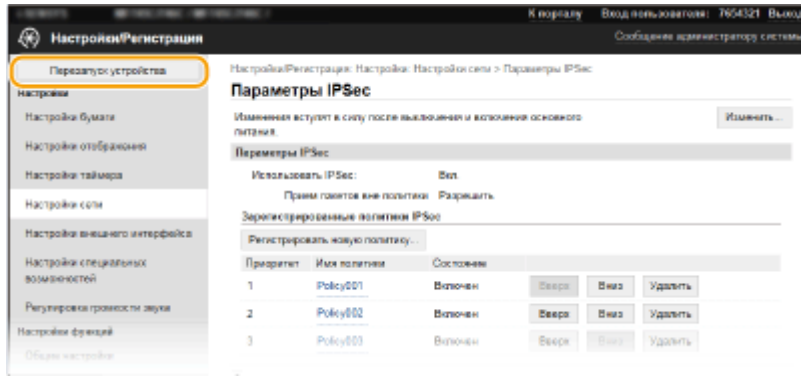 К порталу Вход пользователя: 7654321 Выход
Настройки/Регистрация
Сообщение администратору системы
Перезапуск устройства
Настройки
Настройки бумаги
Настройки отображения
Настройки таймера
Настройки сети
Настройки внешнего интерфейса
Настройки специальных
возможностей
Регулировка громкости звука
Настройки функций
Общие настройки
Настройки/Регистрация: Настройки: Настройки сети > Параметры IPSec
Параметры IPSec
Изменения вступят в силу после выключения и включения основного
питания.
Изменить...
Параметры IPSec
Использовать IPSec: Вкл.
Прием пакетов вне политики: Разрешить
Зарегистрированные политики IPSec
Регистрировать новую политику...
Приоритет Имя политики Состояние
1 Policy001 Включен Вверх Вниз Удалить
2 Policy002 Включен Вверх Вниз Удалить
3 Policy003 Включен Вверх Вниз Удалить